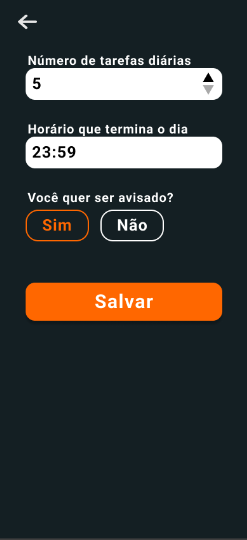 Número de tarefas diárias
5
Horário que termina o dia
23:59
Você quer ser avisado?
Sim Não
Salvar